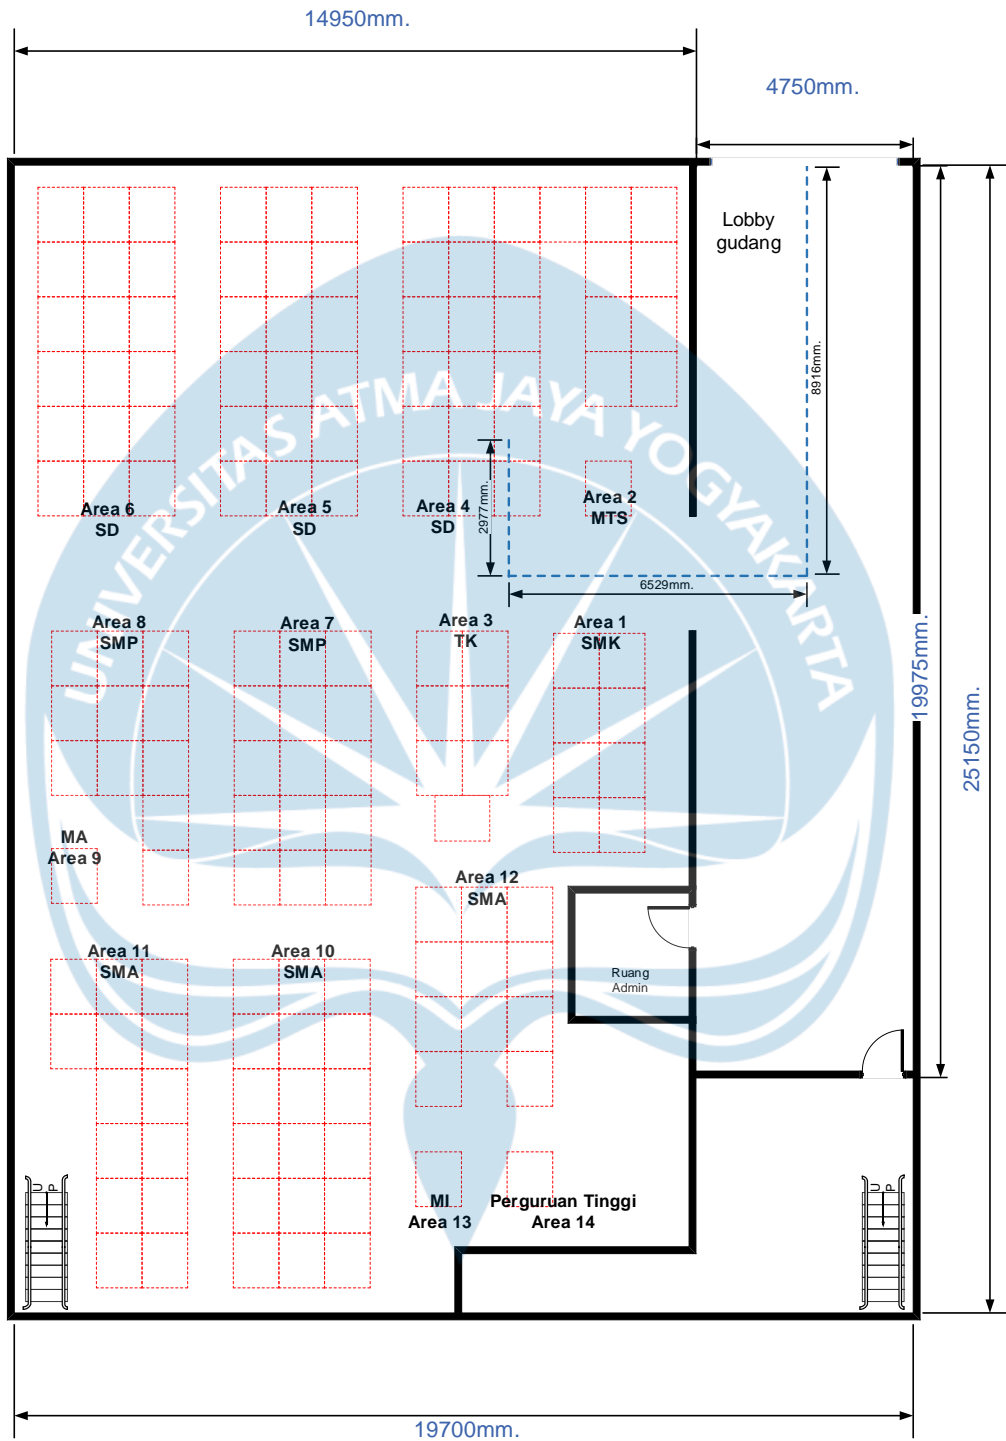 14950mm.
4750mm.
Lobby
gudang
8916mm.
UNIVERSITAS ATMA JAYA YOGYAKARTA
2977mm.
Area 6
SD
Area 5
SD
Area 4
SD
Area 2
MTS
6529mm.
Area 8
SMP
Area 7
SMP
Area 3
TK
Area 1
SMK
19975mm.
25150mm.
MA
Area 9
Area 12
SMA
Area 11
SMA
Area 10
SMA
Ruang
Admin
UP
UP
MI
Area 13
Perguruan Tinggi
Area 14
19700mm.